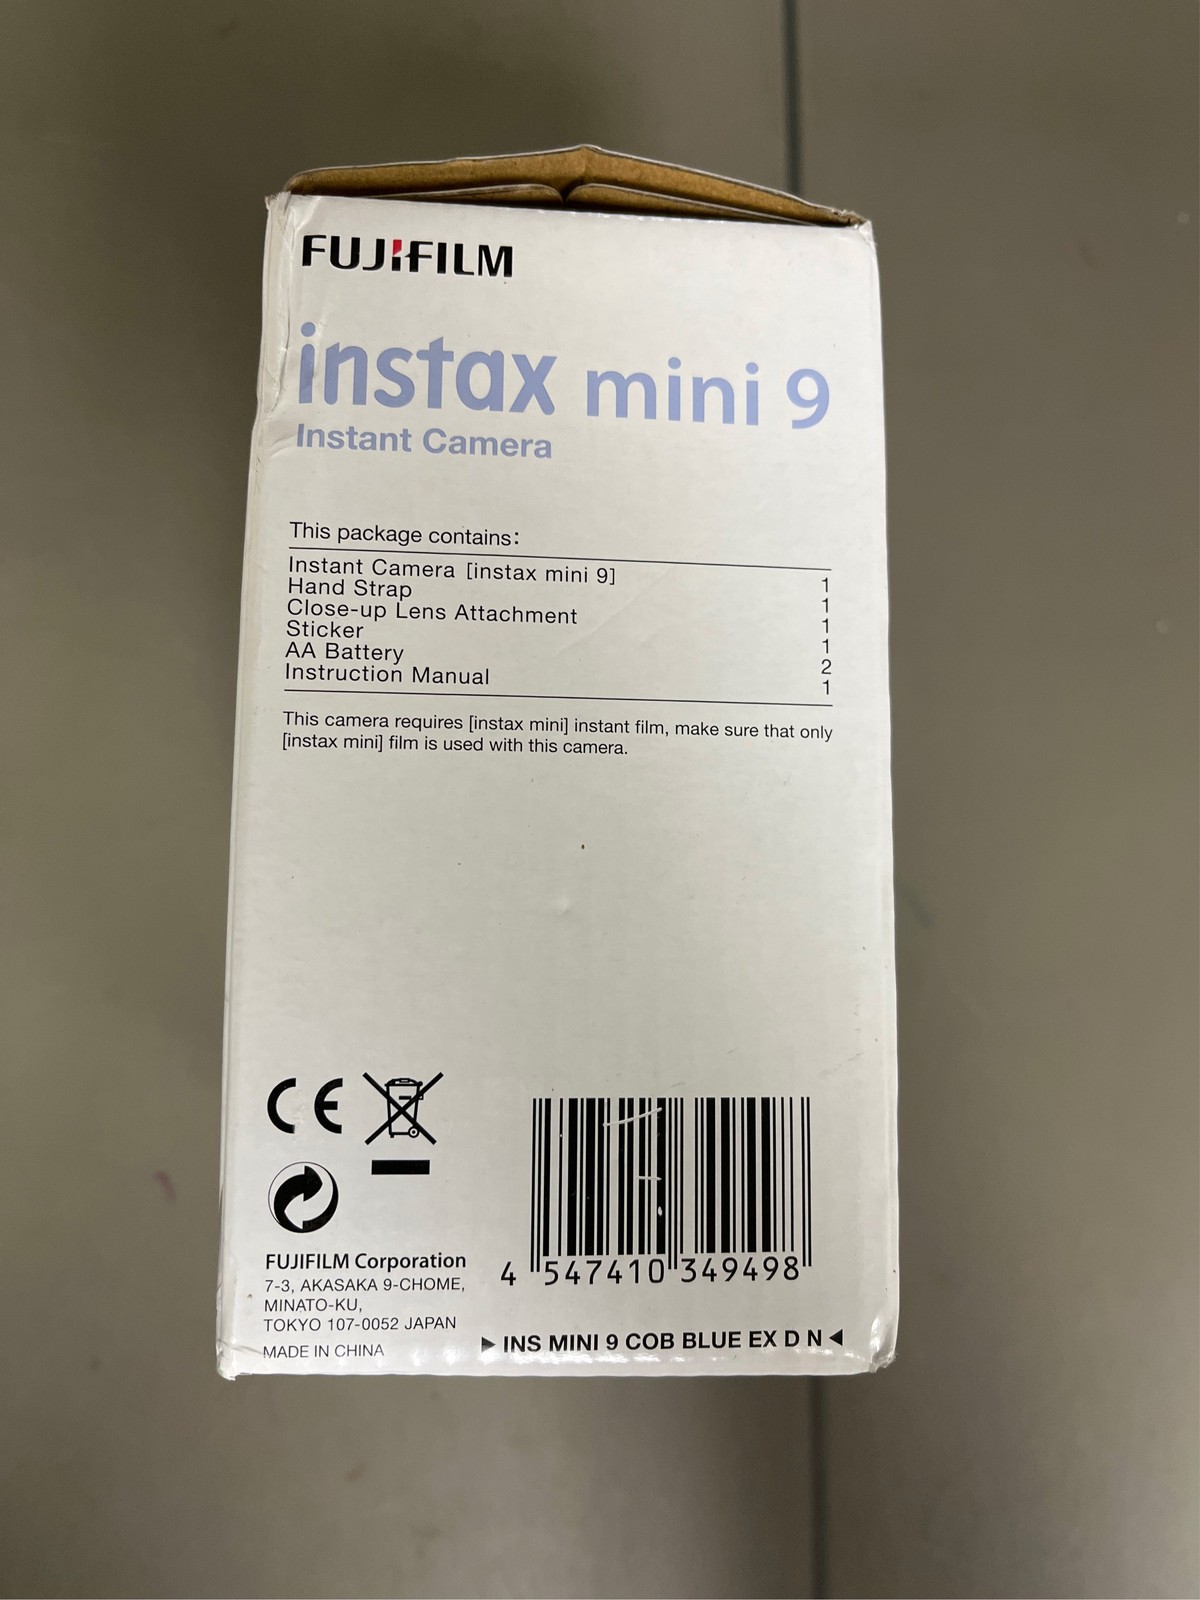 FUJIFILM
instax mini 9
Instant Camera
This package contains:
Instant Camera [instax mini 9] 1
Hand Strap 1
Close-up Lens Attachment 1
Sticker 1
AA Battery 2
Instruction Manual 1
This camera requires [instax mini] instant film, make sure that only
[instax mini] film is used with this camera.
CE
FUJIFILM Corporation
7-3, AKASAKA 9-CHOME,
MINATO-KU,
TOKYO 107-0052 JAPAN
MADE IN CHINA
4 547410 349498
▶ INS MINI 9 COB BLUE EX D N ◀